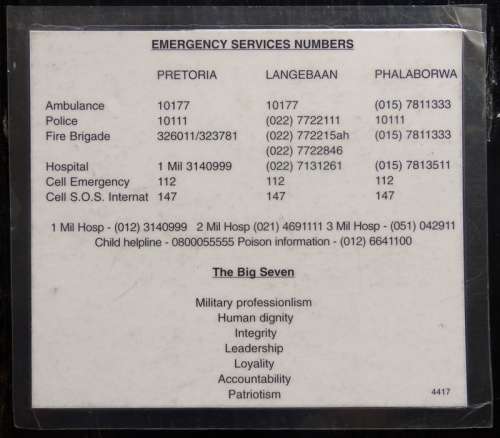 EMERGENCY SERVICES NUMBERS
PRETORIA LANGEBAAN PHALABORWA
Ambulance 10177 10177 (015) 7811333
Police 10111 (022) 7722111 10111
Fire Brigade 326011/323781 (022) 772215ah (015) 7811333
(022) 7722846
Hospital 1 Mil 3140999 (022) 7131261 (015) 7813511
Cell Emergency 112 112 112
Cell S.O.S. Internat 147 147 147
1 Mil Hosp - (012) 3140999 2 Mil Hosp (021) 4691111 3 Mil Hosp - (051) 042911
Child helpline - 0800055555 Poison information - (012) 6641100
The Big Seven
Military professionlism
Human dignity
Integrity
Leadership
Loyality
Accountability
Patriotism
4417